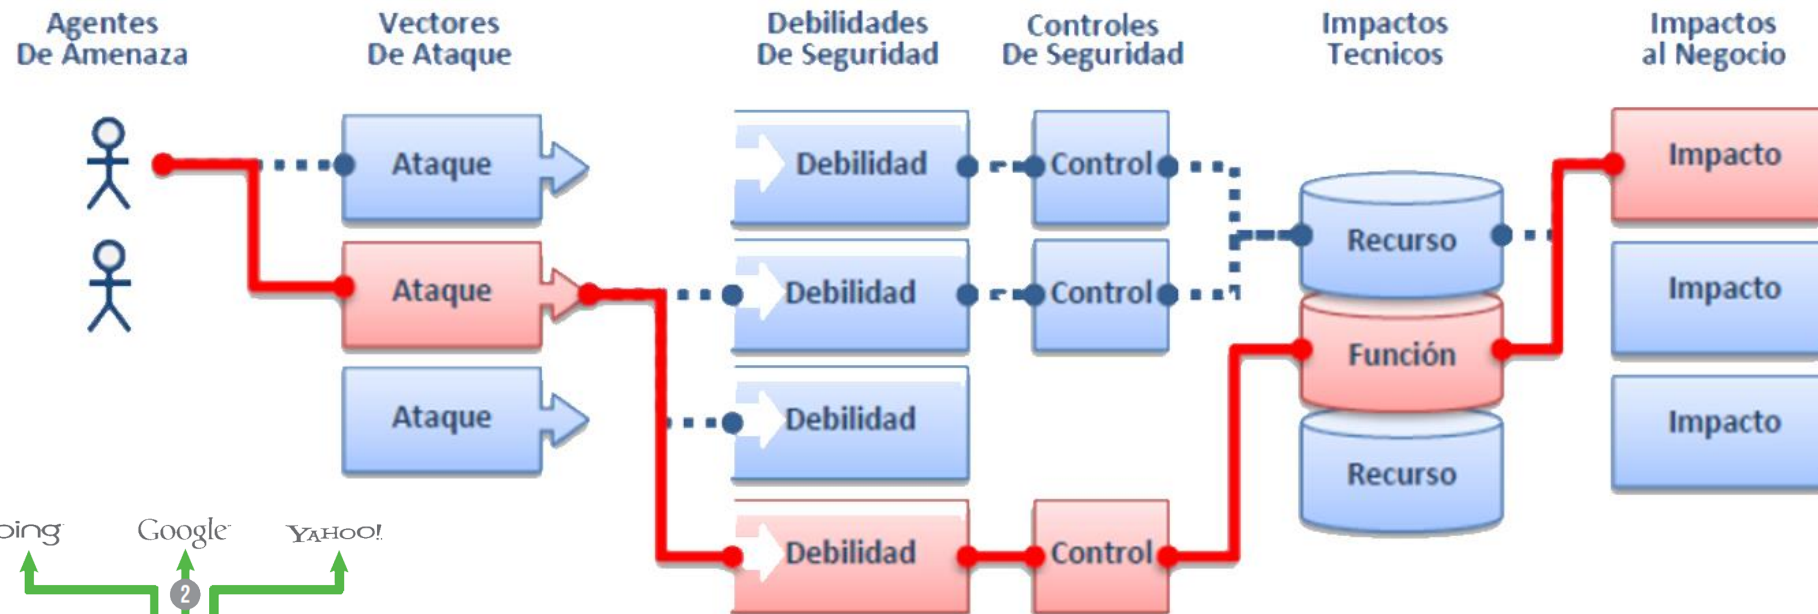 Agentes
De Amenaza
Vectores
De Ataque
Debilidades
De Seguridad
Controles
De Seguridad
Impactos
Tecnicos
Impactos
al Negocio
Ataque
Debilidad
Control
Impacto
Recurso
Ataque
Debilidad
Control
Impacto
Función
Ataque
Debilidad
Impacto
Recurso
bing
Google
YAHOO!
Debilidad
Control
2